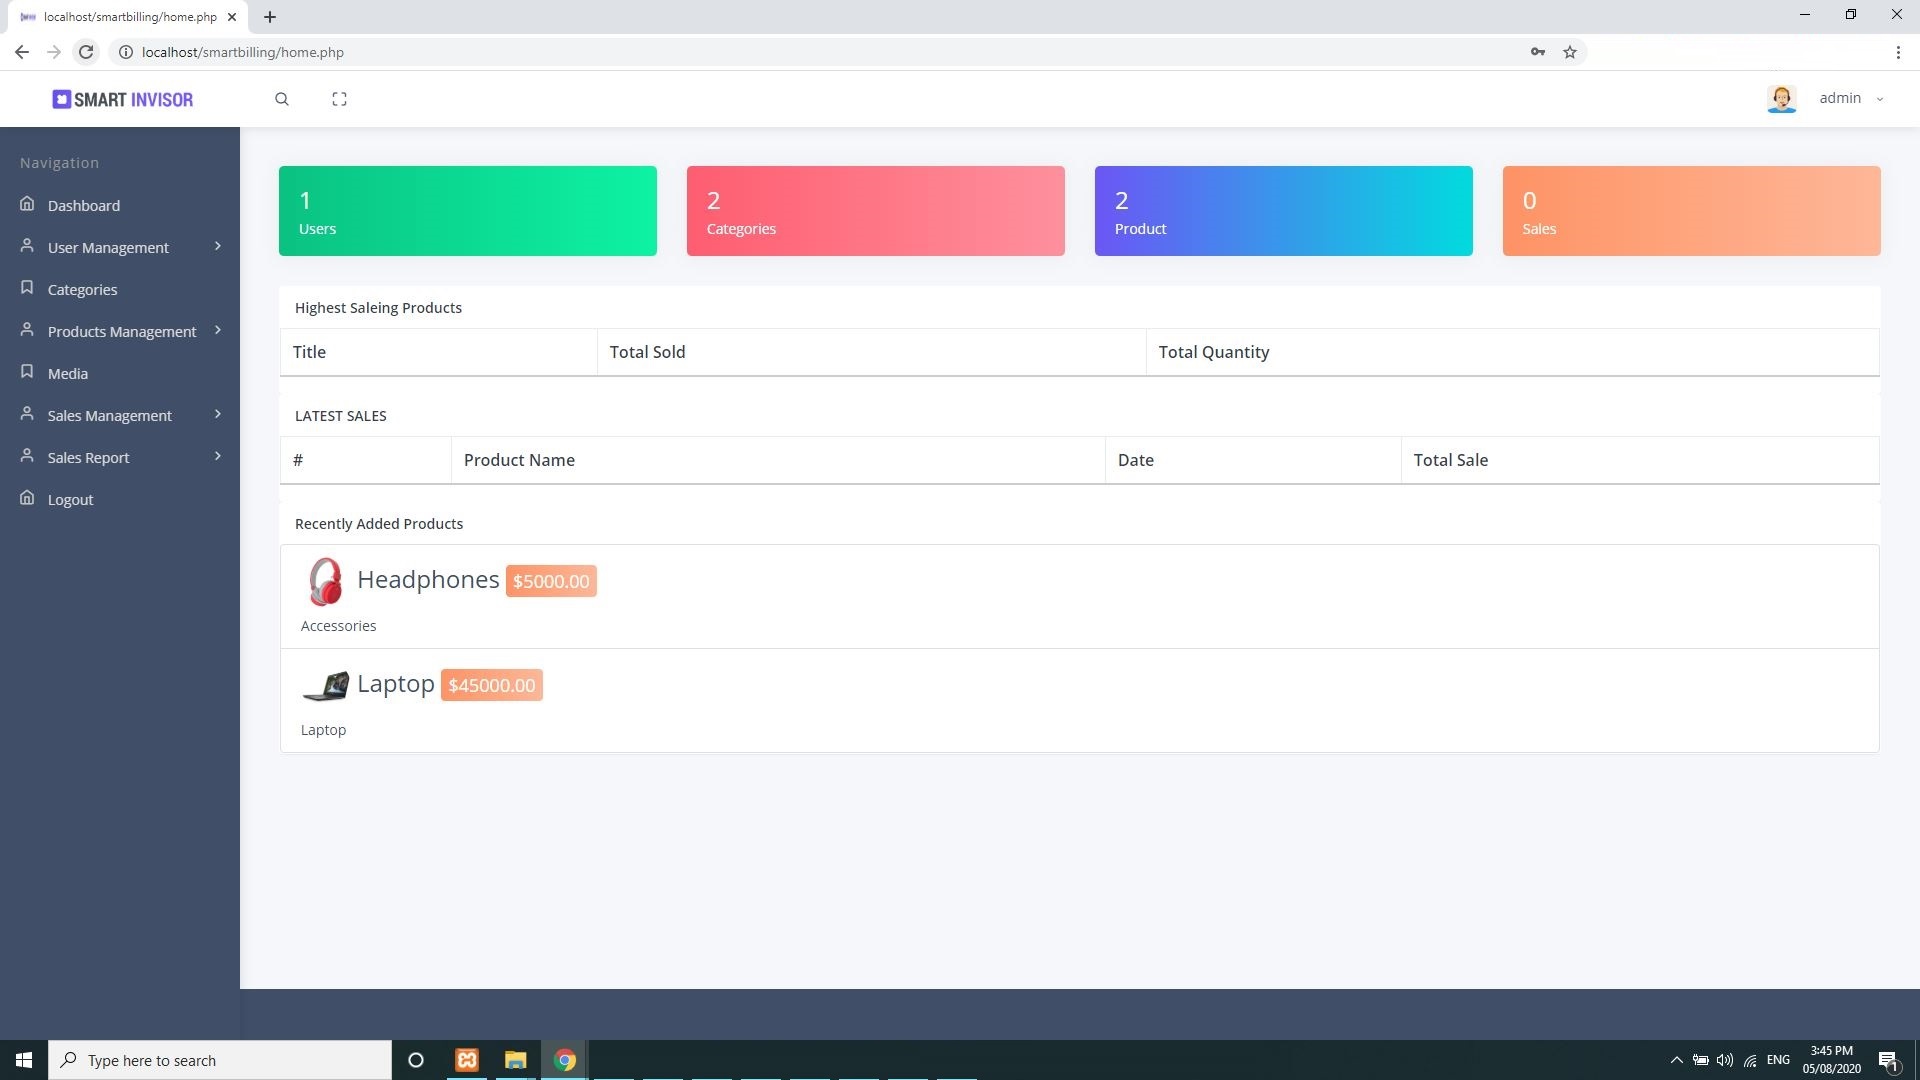 localhost/smartbilling/home.php
localhost/smartbilling/home.php
SMART INVISOR
admin
Navigation
Dashboard
User Management
Categories
Products Management
Media
Sales Management
Sales Report
Logout
1
Users
2
Categories
2
Product
0
Sales
Highest Saleing Products
Title Total Sold Total Quantity
LATEST SALES
# Product Name Date Total Sale
Recently Added Products
Headphones $5000.00
Accessories
Laptop $45000.00
Laptop
Type here to search
ENG
3:45 PM
05/08/2020
1